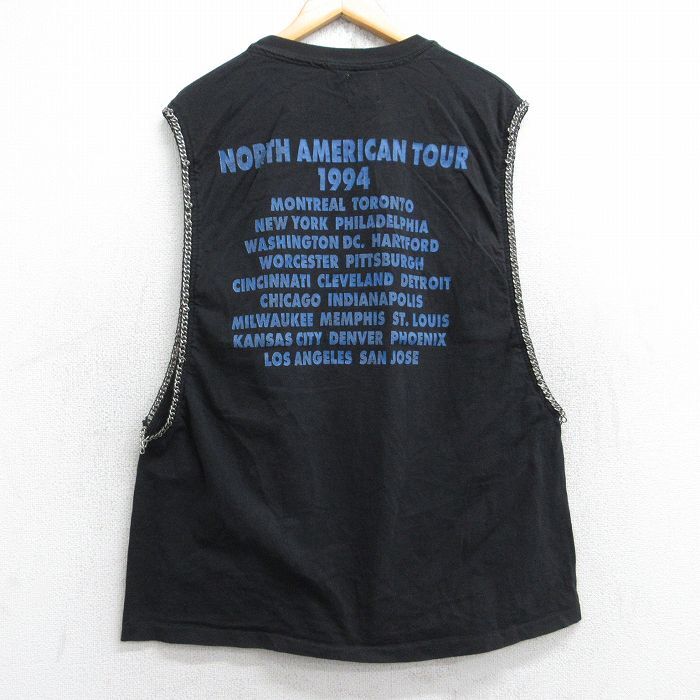 NORTH AMERICAN TOUR
1994
MONTREAL TORONTO
NEW YORK PHILADELPHIA
WASHINGTON DC. HARTFORD
WORCESTER PITTSBURGH
CINCINNATI CLEVELAND DETROIT
CHICAGO INDIANAPOLIS
MILWAUKEE MEMPHIS ST. LOUIS
KANSAS CITY DENVER PHOENIX
LOS ANGELES SAN JOSE